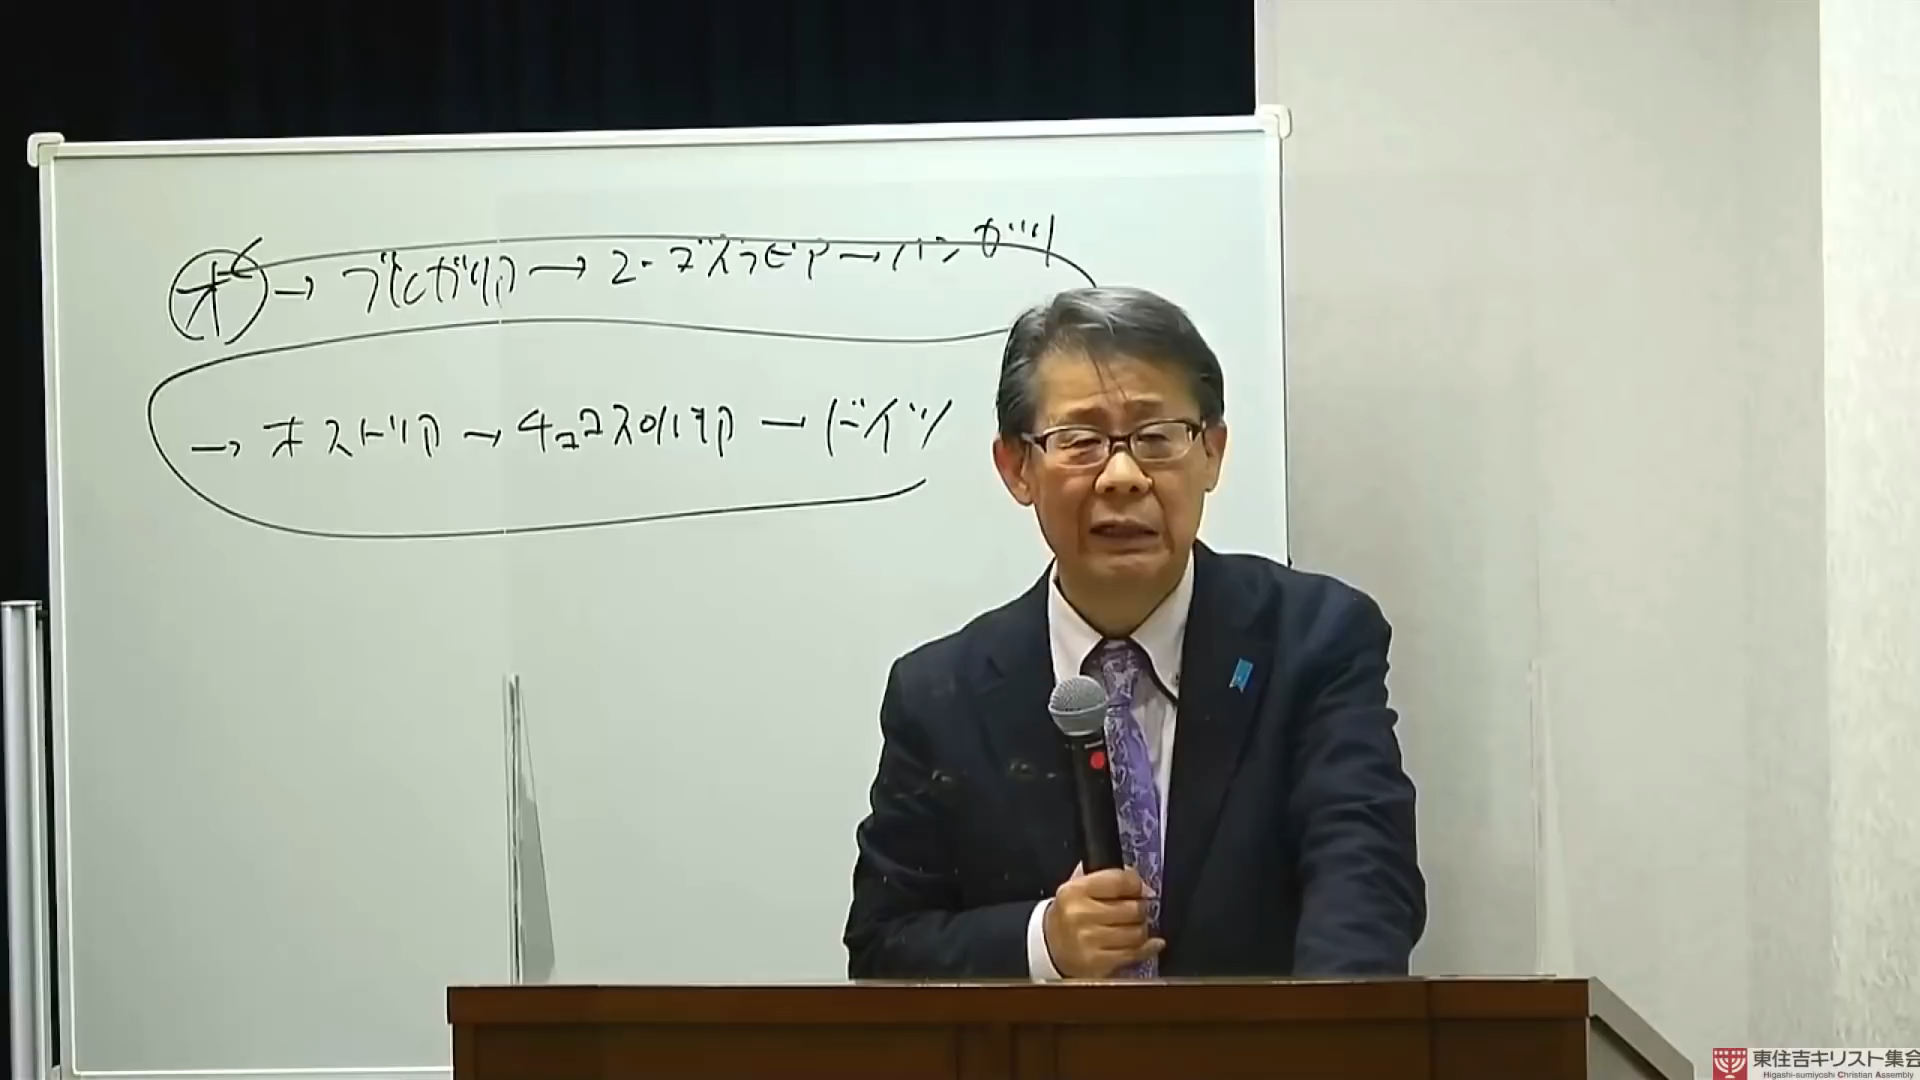 オ → ブルガリア → ユーゴスラビア → ハンガリ
→ オストリア → チェコスロバキア → ドイツ
東住吉キリスト集会
Higashi-sumiyoshi Christian Assembly